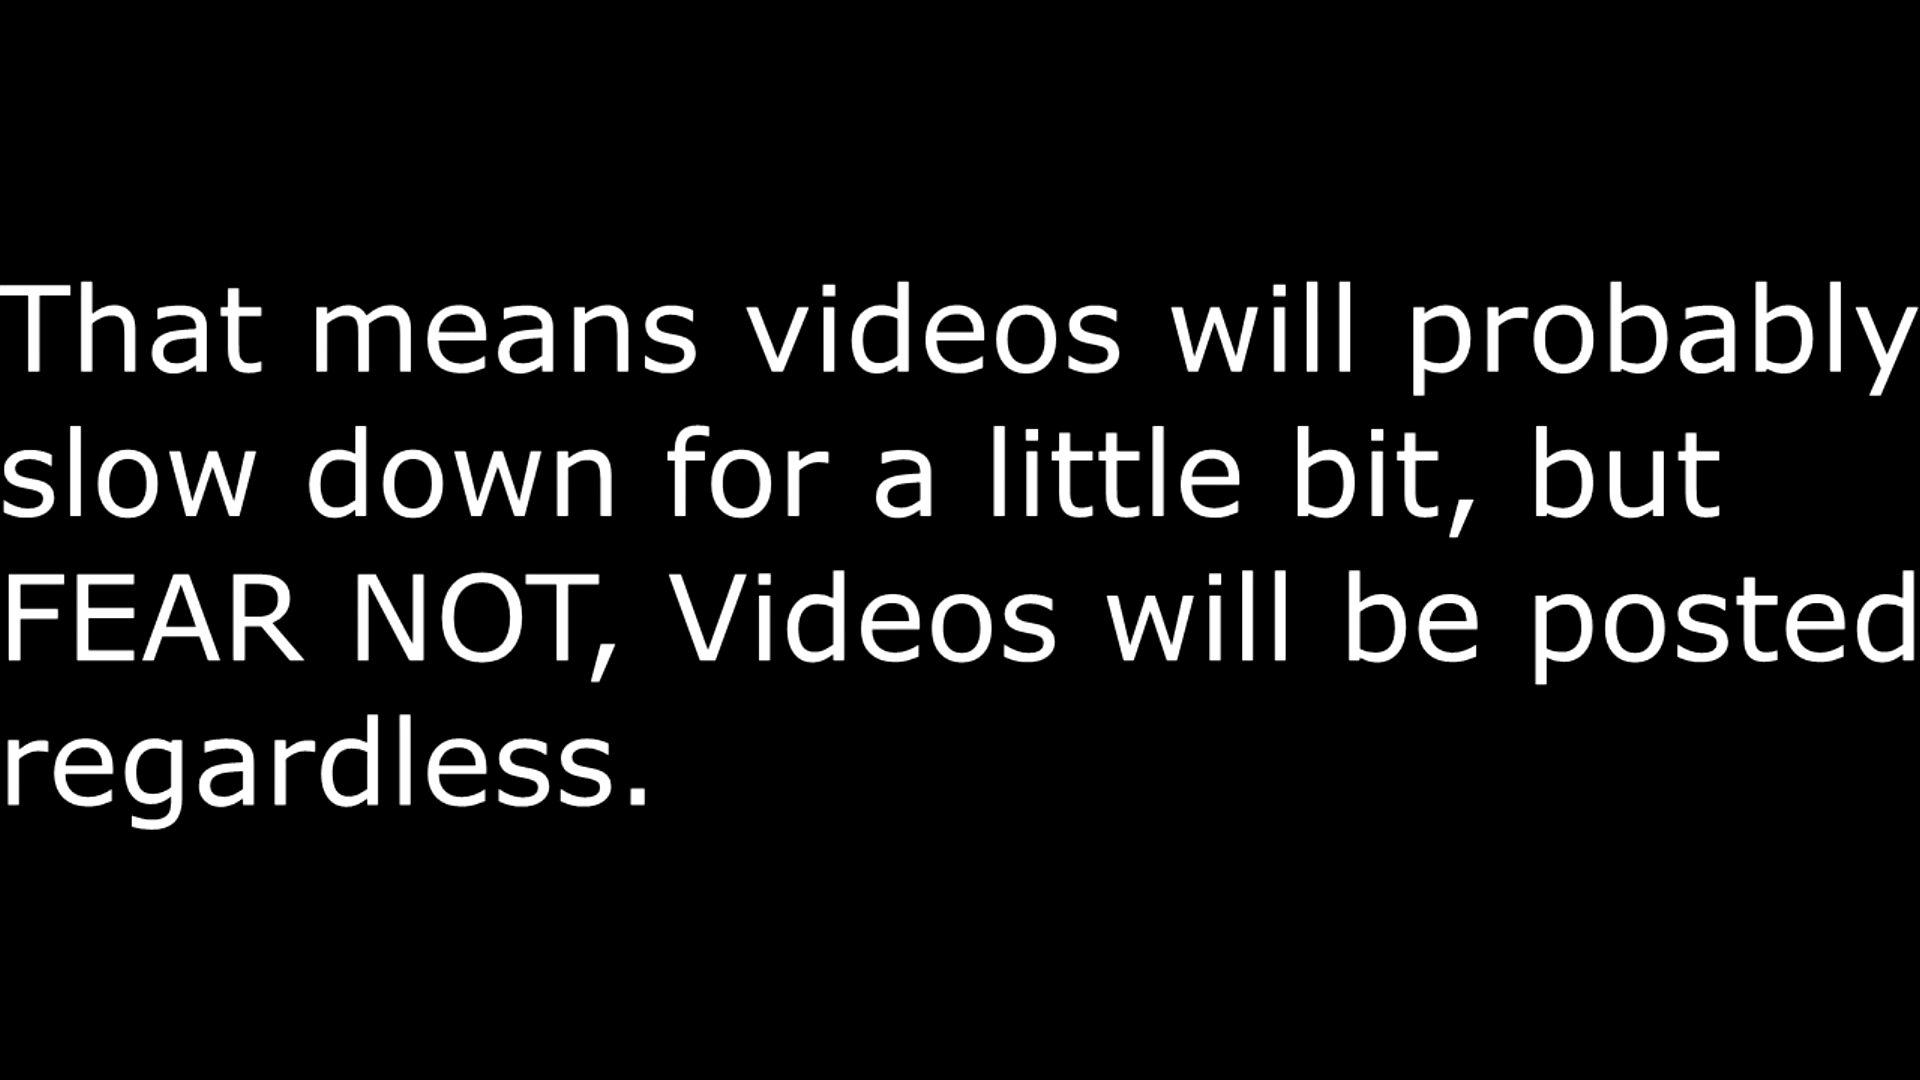 That means videos will probably
slow down for a little bit, but
FEAR NOT, Videos will be posted
regardless.